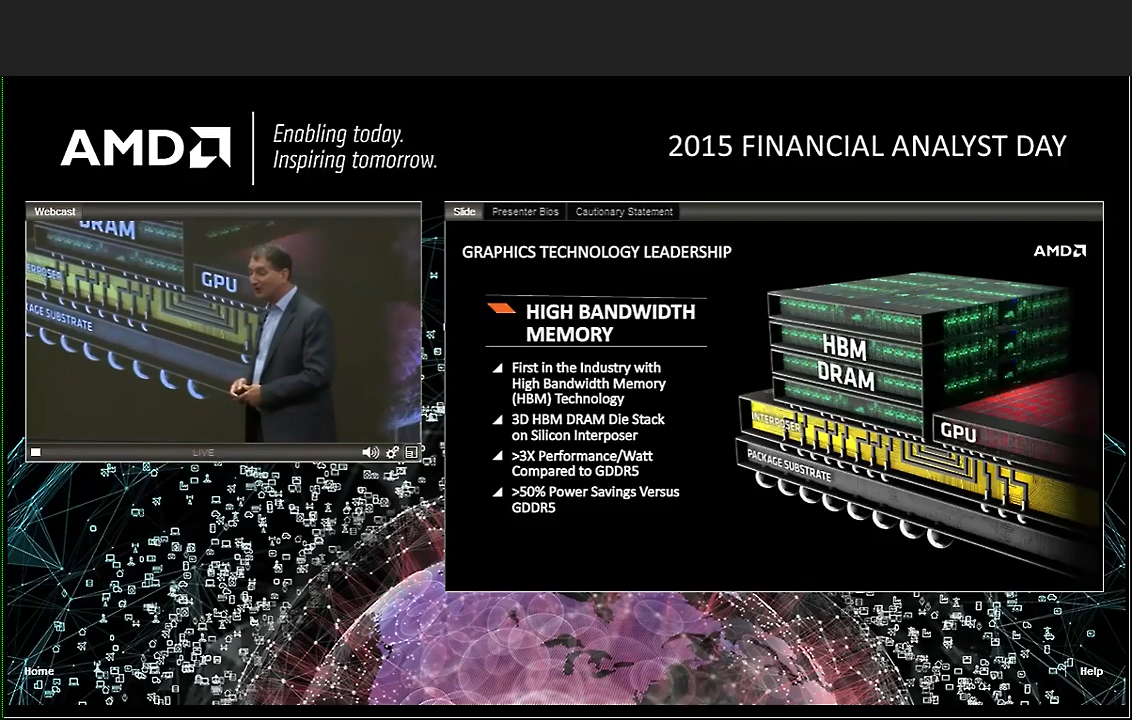 AMD
Enabling today.
Inspiring tomorrow.
2015 FINANCIAL ANALYST DAY
Webcast
DRAM
GPU
PACKAGE SUBSTRATE
LIVE
Slide
Presenter Bios
Cautionary Statement
GRAPHICS TECHNOLOGY LEADERSHIP
AMD
HIGH BANDWIDTH
MEMORY
First in the Industry with
High Bandwidth Memory
(HBM) Technology
3D HBM DRAM Die Stack
on Silicon Interposer
>3X Performance/Watt
Compared to GDDR5
>50% Power Savings Versus
GDDR5
HBM
DRAM
INTERPOSER
GPU
PACKAGE SUBSTRATE
Home
Help